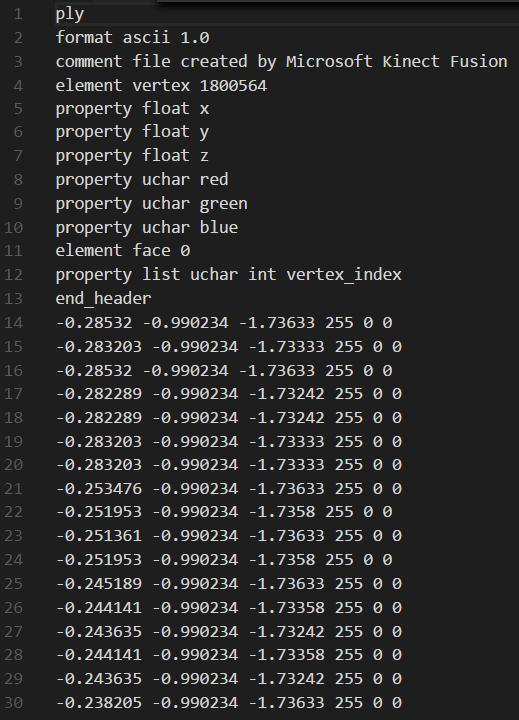 1 ply
2 format ascii 1.0
3 comment file created by Microsoft Kinect Fusion
4 element vertex 1800564
5 property float x
6 property float y
7 property float z
8 property uchar red
9 property uchar green
10 property uchar blue
11 element face 0
12 property list uchar int vertex_index
13 end_header
14 -0.28532 -0.990234 -1.73633 255 0 0
15 -0.283203 -0.990234 -1.73333 255 0 0
16 -0.28532 -0.990234 -1.73633 255 0 0
17 -0.282289 -0.990234 -1.73242 255 0 0
18 -0.282289 -0.990234 -1.73242 255 0 0
19 -0.283203 -0.990234 -1.73333 255 0 0
20 -0.283203 -0.990234 -1.73333 255 0 0
21 -0.253476 -0.990234 -1.73633 255 0 0
22 -0.251953 -0.990234 -1.7358 255 0 0
23 -0.251361 -0.990234 -1.73633 255 0 0
24 -0.251953 -0.990234 -1.7358 255 0 0
25 -0.245189 -0.990234 -1.73633 255 0 0
26 -0.244141 -0.990234 -1.73358 255 0 0
27 -0.243635 -0.990234 -1.73242 255 0 0
28 -0.244141 -0.990234 -1.73358 255 0 0
29 -0.243635 -0.990234 -1.73242 255 0 0
30 -0.238205 -0.990234 -1.73633 255 0 0